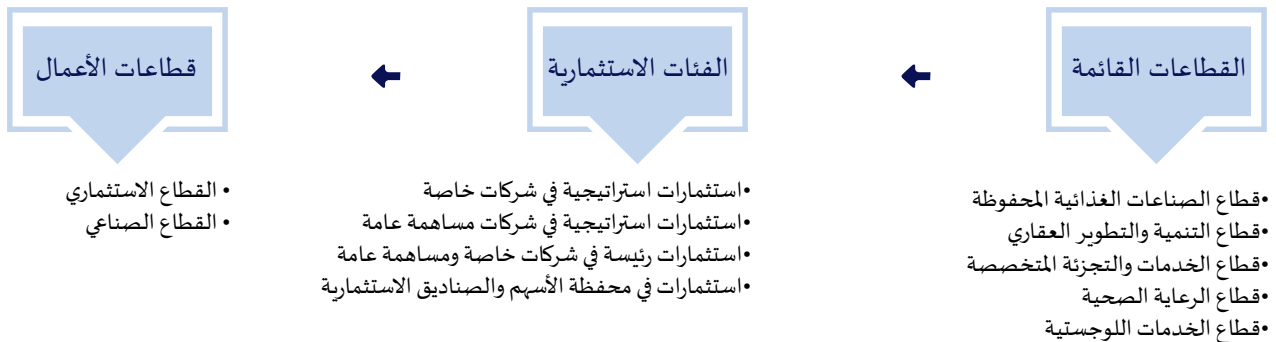 القطاعات القائمة
•قطاع الصناعات الغذائية المحفوظة
•قطاع التنمية والتطوير العقاري
•قطاع الخدمات والتجزئة المتخصصة
•قطاع الرعاية الصحية
•قطاع الخدمات اللوجستية
الفئات الاستثمارية
•استثمارات استراتيجية في شركات خاصة
•استثمارات استراتيجية في شركات مساهمة عامة
•استثمارات رئيسة في شركات خاصة ومساهمة عامة
•استثمارات في محفظة الأسهم والصناديق الاستثمارية
قطاعات الأعمال
• القطاع الاستثماري
• القطاع الصناعي